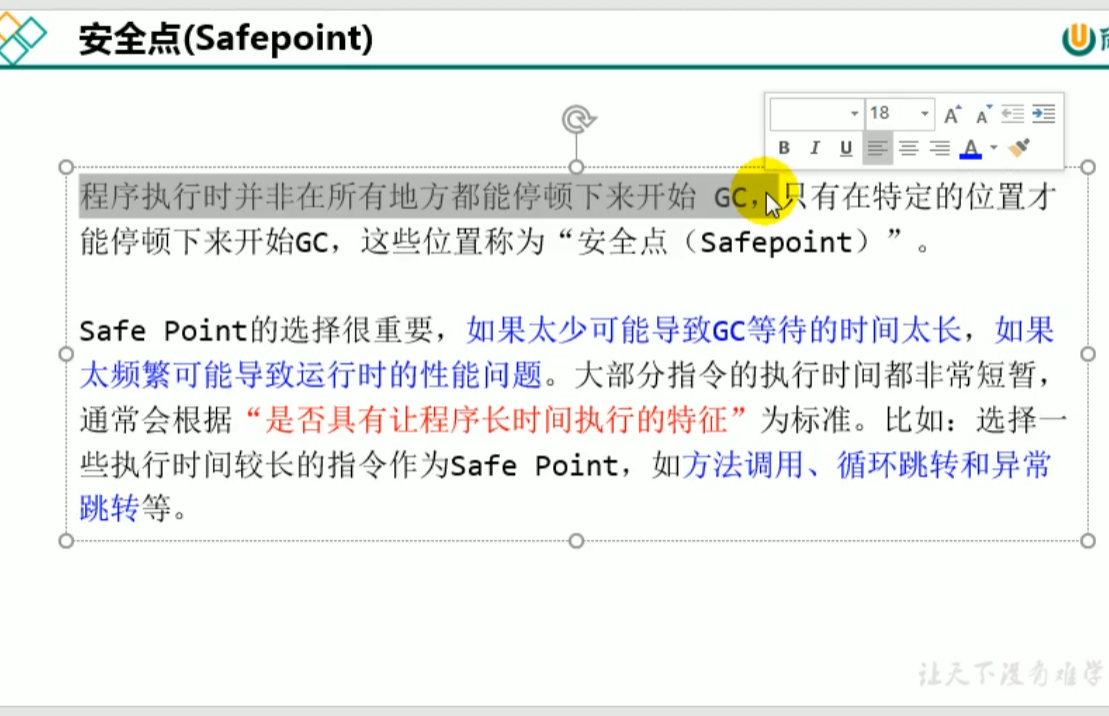 安全点(Safepoint)
18
B I U A
程序执行时并非在所有地方都能停顿下来开始 GC，只有在特定的位置才
能停顿下来开始GC，这些位置称为“安全点（Safepoint）”。
Safe Point的选择很重要，如果太少可能导致GC等待的时间太长，如果
太频繁可能导致运行时的性能问题。大部分指令的执行时间都非常短暂，
通常会根据“是否具有让程序长时间执行的特征”为标准。比如：选择一
些执行时间较长的指令作为Safe Point，如方法调用、循环跳转和异常
跳转等。
让天下没有难学